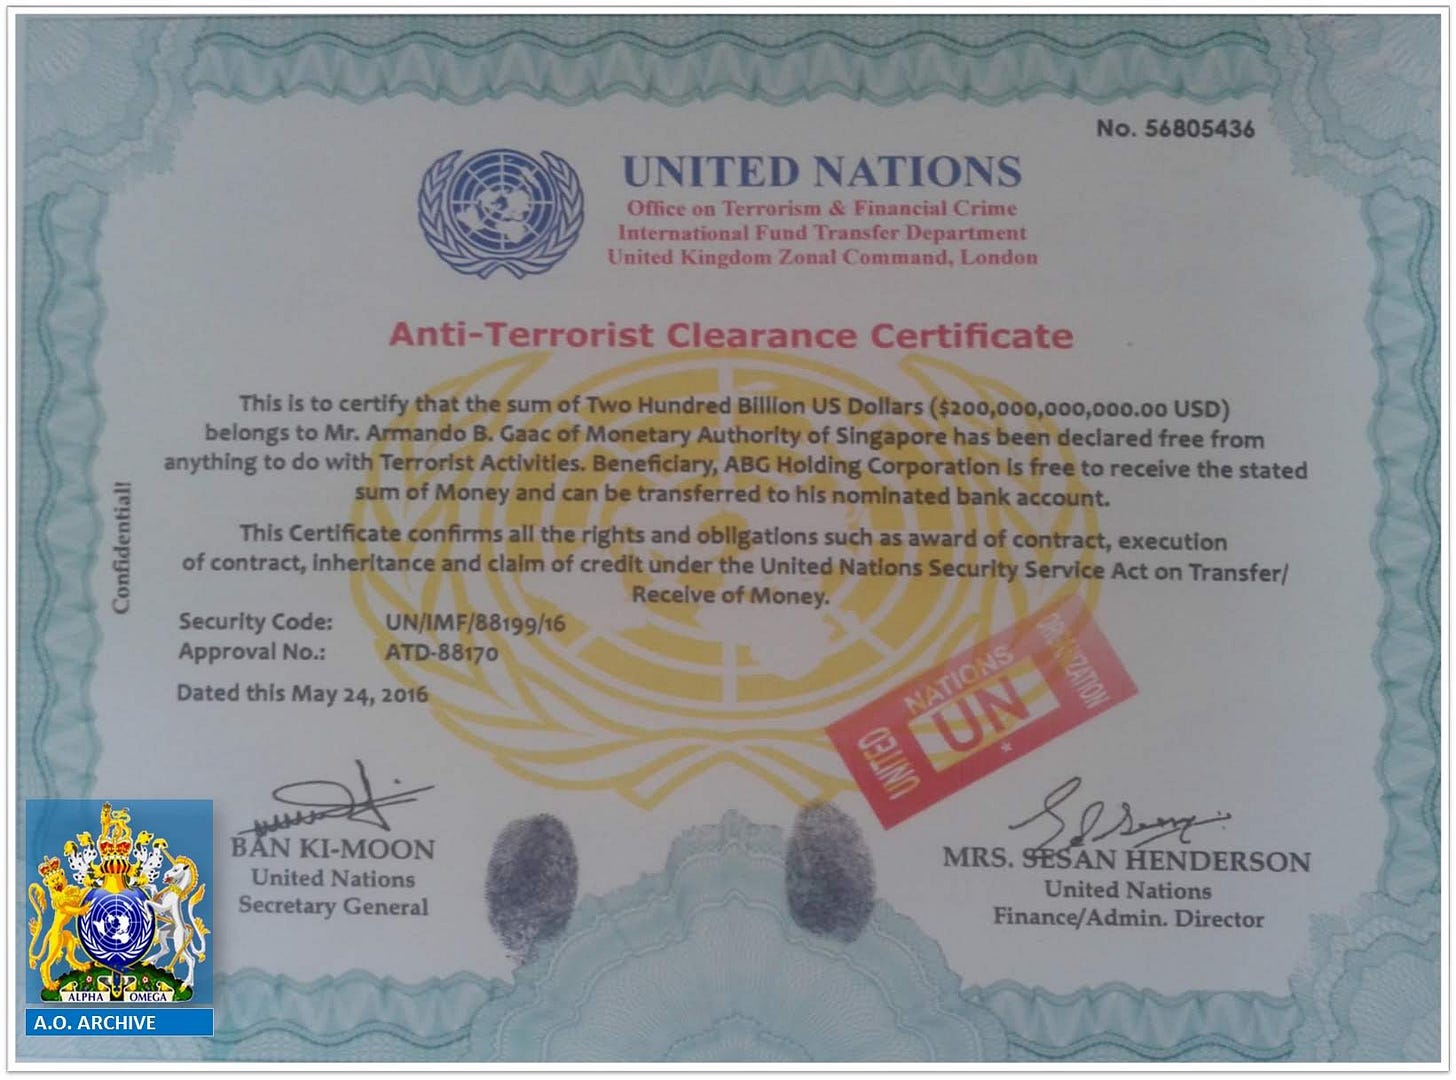 No. 56805436
UNITED NATIONS
Office on Terrorism & Financial Crime
International Fund Transfer Department
United Kingdom Zonal Command, London
Anti-Terrorist Clearance Certificate
This is to certify that the sum of Two Hundred Billion US Dollars ($200,000,000,000.00 USD)
belongs to Mr. Armando B. Gaac of Monetary Authority of Singapore has been declared free from
anything to do with Terrorist Activities. Beneficiary, ABG Holding Corporation is free to receive the stated
sum of Money and can be transferred to his nominated bank account.
This Certificate confirms all the rights and obligations such as award of contract, execution
of contract, inheritance and claim of credit under the United Nations Security Service Act on Transfer/
Receive of Money.
Confidential!
Security Code: UN/IMF/88199/16
Approval No.: ATD-88170
Dated this May 24, 2016
UNITED
NATIONS
ORGANIZATION
UN
*
BAN KI-MOON
United Nations
Secretary General
MRS. SESAN HENDERSON
United Nations
Finance/Admin. Director
ALPHA OMEGA
A.O. ARCHIVE